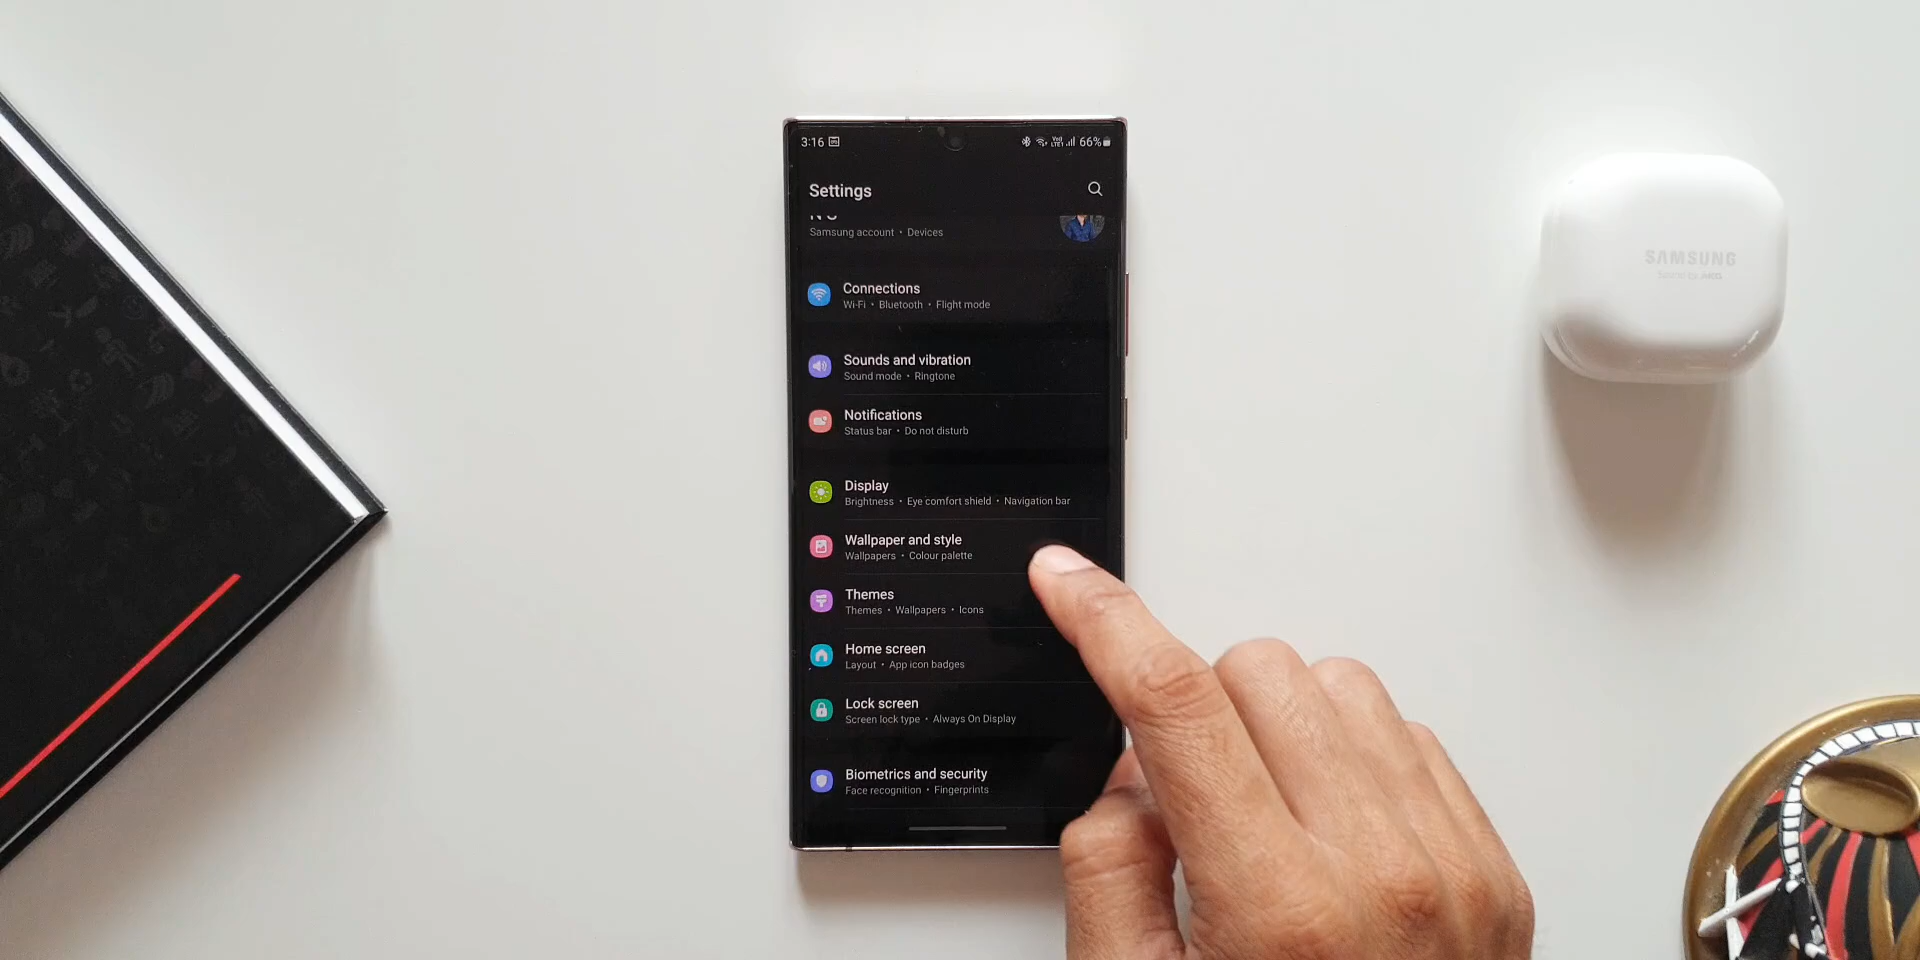 3:16
66%
Settings
Samsung account • Devices
Connections
Wi-Fi • Bluetooth • Flight mode
Sounds and vibration
Sound mode • Ringtone
Notifications
Status bar • Do not disturb
Display
Brightness • Eye comfort shield • Navigation bar
Wallpaper and style
Wallpapers • Colour palette
Themes
Themes • Wallpapers • Icons
Home screen
Layout • App icon badges
Lock screen
Screen lock type • Always On Display
Biometrics and security
Face recognition • Fingerprints
SAMSUNG